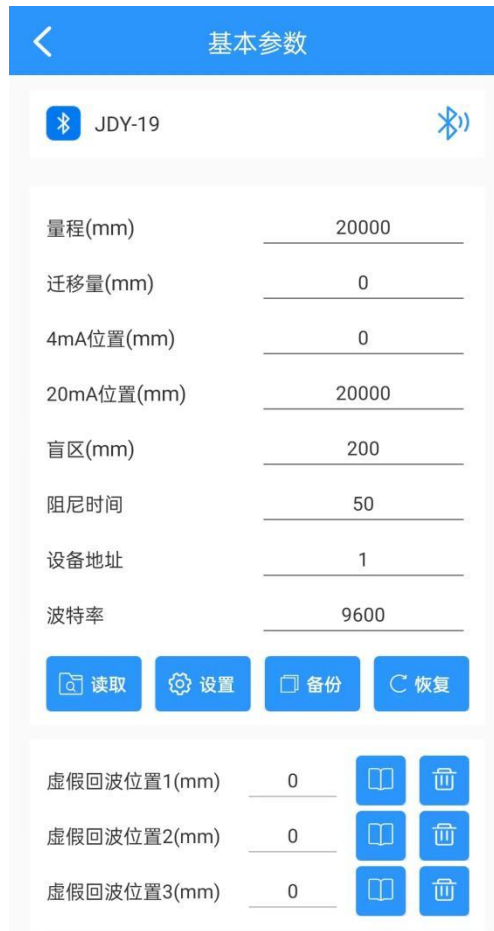 基本参数
JDY-19
量程(mm) 20000
迁移量(mm) 0
4mA位置(mm) 0
20mA位置(mm) 20000
盲区(mm) 200
阻尼时间 50
设备地址 1
波特率 9600
读取 设置 备份 恢复
虚假回波位置1(mm) 0
虚假回波位置2(mm) 0
虚假回波位置3(mm) 0